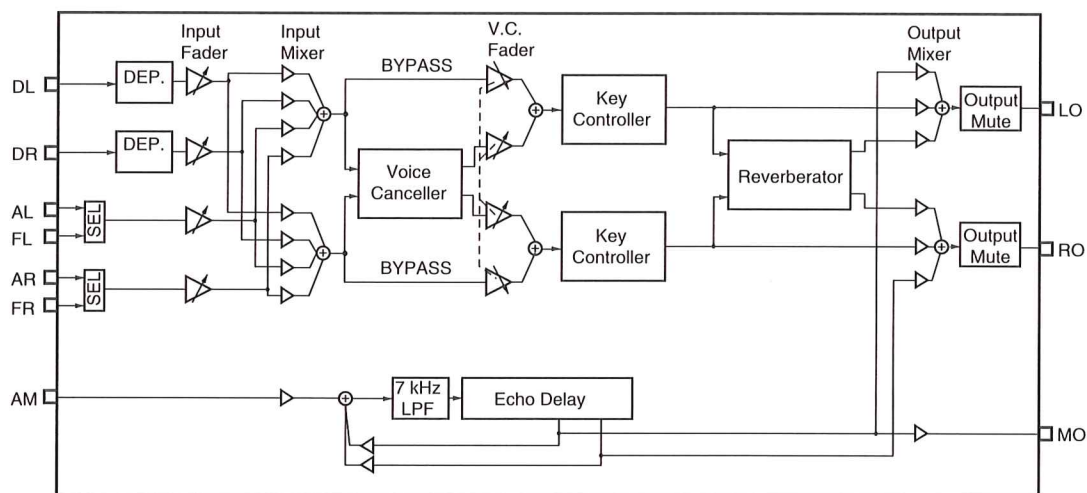 Input
Fader
Input
Mixer
V.C.
Fader
Output
Mixer
DL
DEP.
BYPASS
Key
Controller
Output
Mute
LO
DR
DEP.
Voice
Canceller
Reverberator
AL
FL
SEL
Key
Controller
Output
Mute
RO
AR
FR
SEL
BYPASS
AM
7 kHz
LPF
Echo Delay
MO